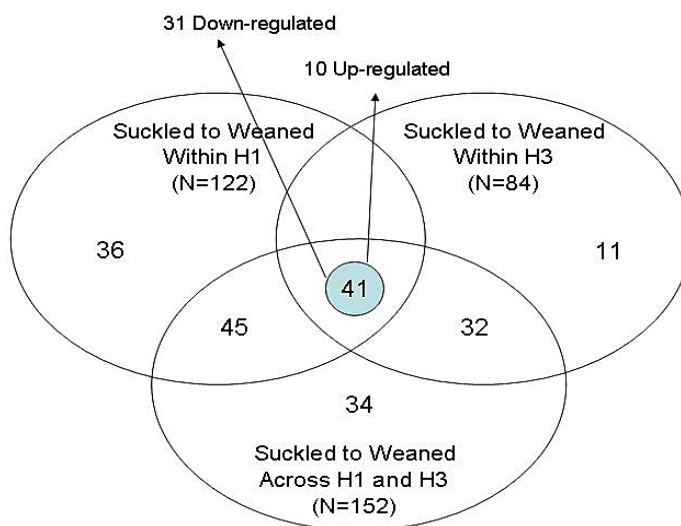 31 Down-regulated
10 Up-regulated
Suckled to Weaned
Within H1
(N=122)
Suckled to Weaned
Within H3
(N=84)
36
11
41
45
32
34
Suckled to Weaned
Across H1 and H3
(N=152)